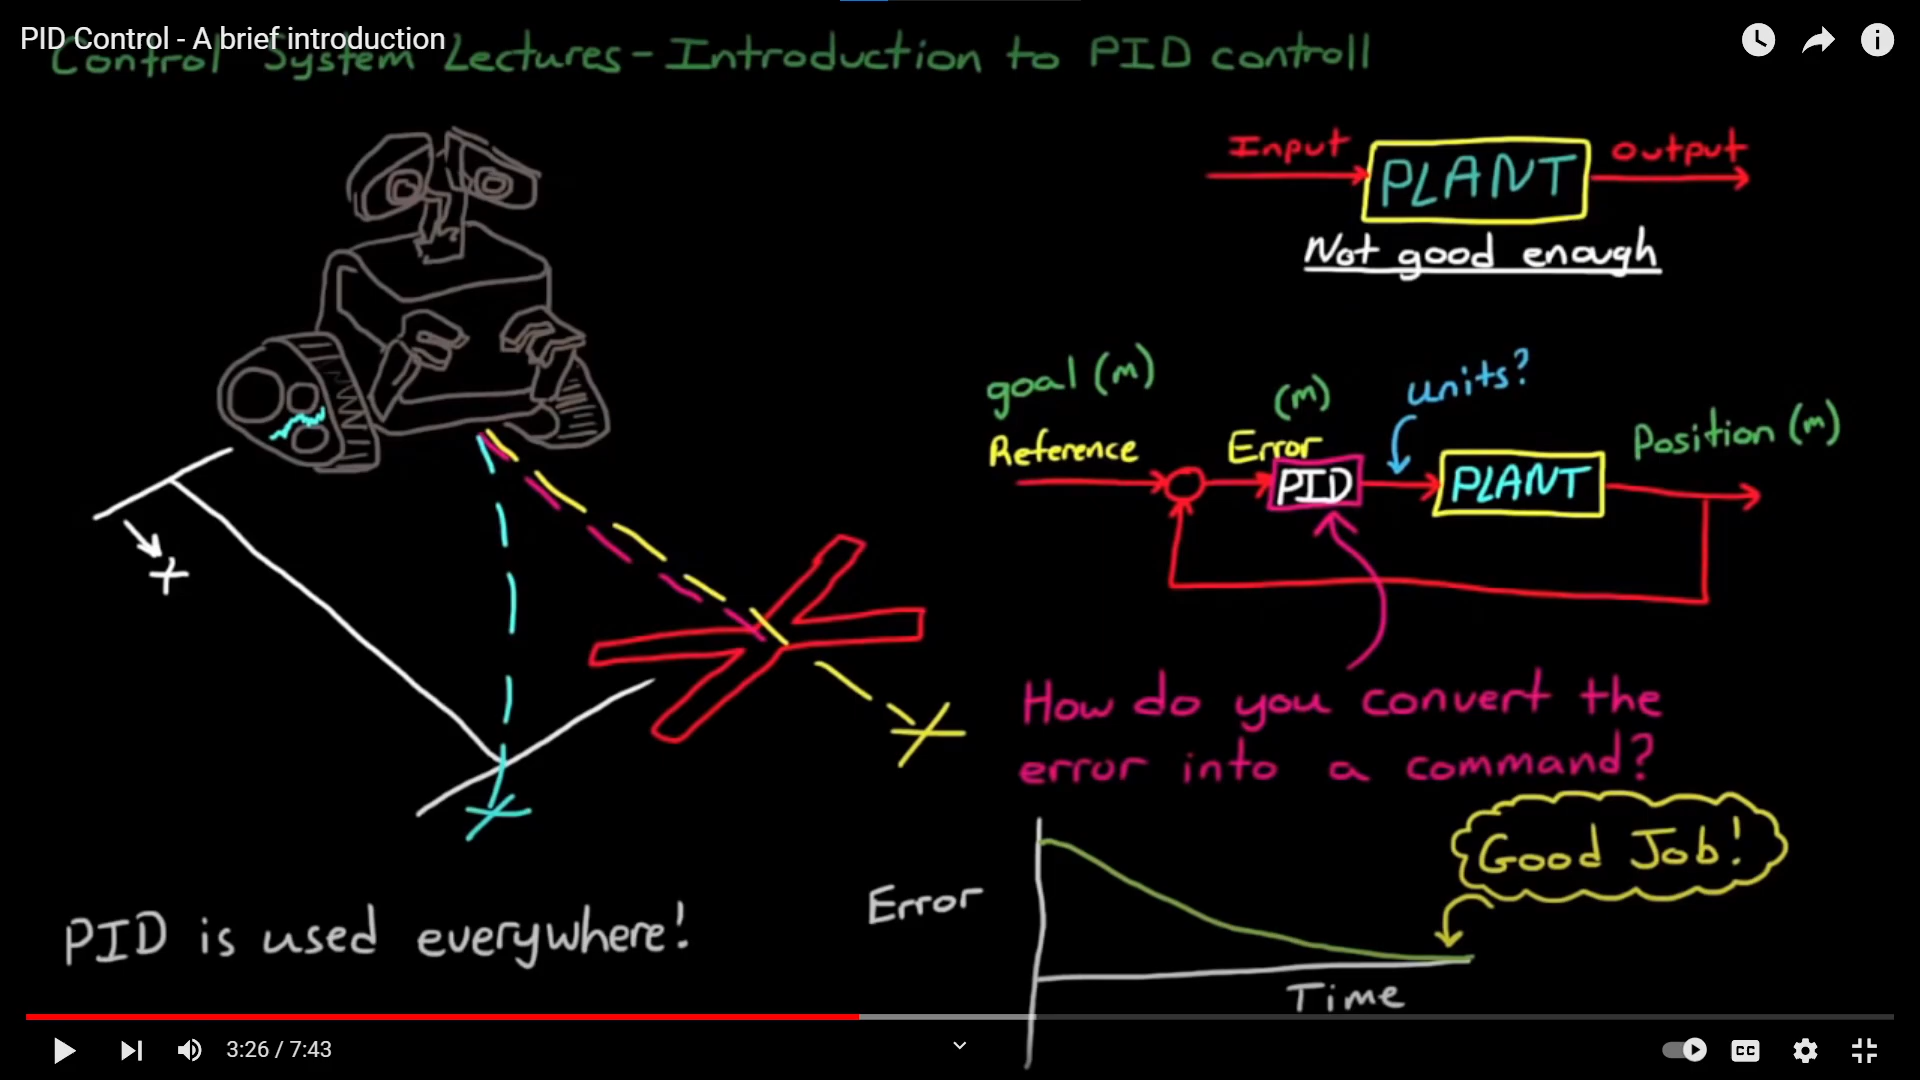 PID Control - A brief introduction
Control System Lectures - Introduction to PID controll
Input
PLANT
output
Not good enough
goal (m)
(m)
units?
Position (m)
Reference
Error
PID
PLANT
+
How do you convert the
error into a command?
Good Job!
Error
PID is used everywhere!
Time
3:26 / 7:43
CC